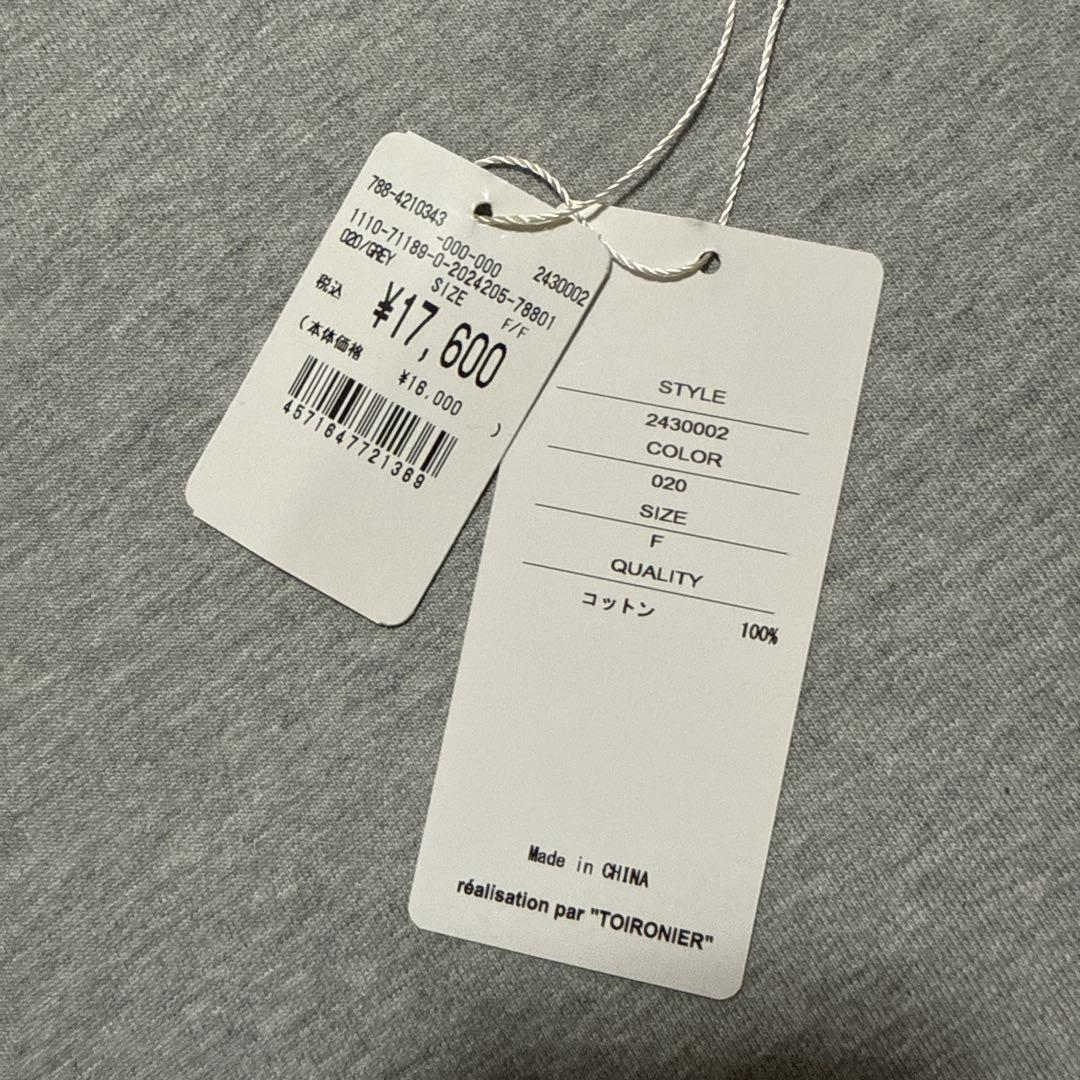 788-4210343
-000-000 2430002
1110-71189-0-2024205-78801
020/GREY SIZE F/F
税込 ¥17,600
(本体価格 ¥16,000 )
4571647721369
STYLE
2430002
COLOR
020
SIZE
F
QUALITY
コットン 100%
Made in CHINA
réalisation par "TOIRONIER"